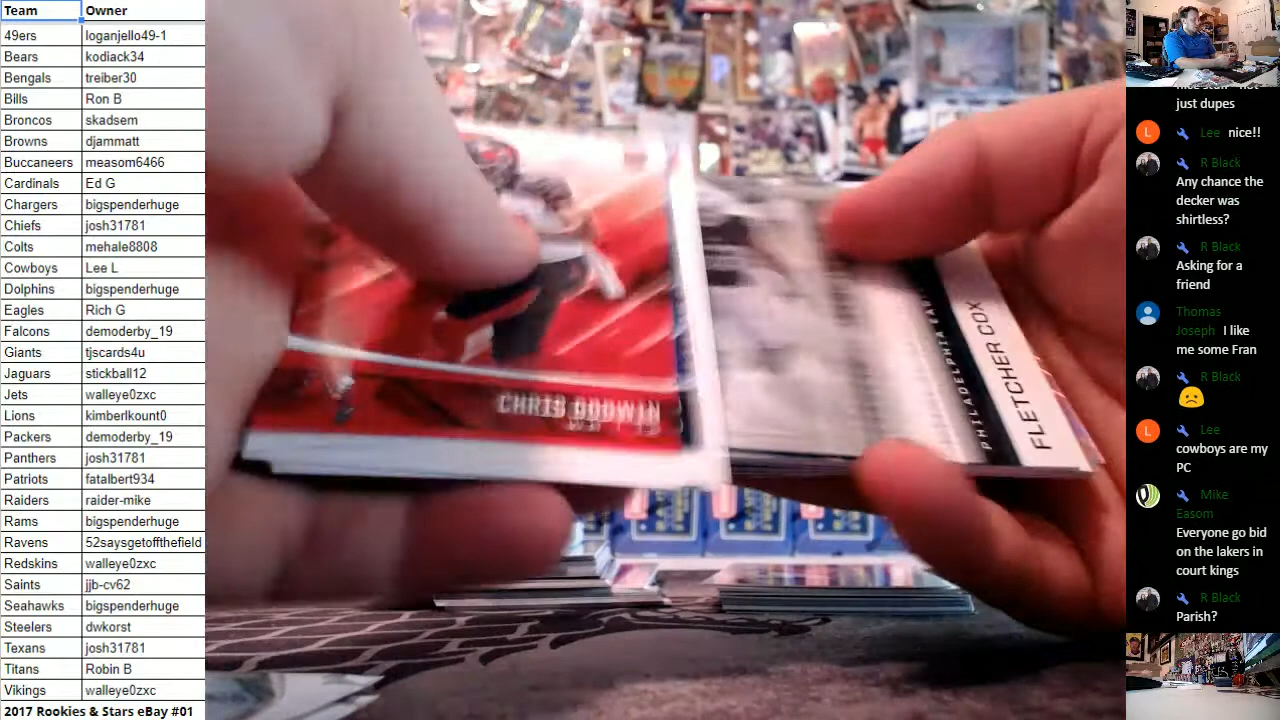 Team Owner
49ers loganjello49-1
Bears kodiack34
Bengals treiber30
Bills Ron B
Broncos skadsem
Browns djammatt
Buccaneers measom6466
Cardinals Ed G
Chargers bigspenderhuge
Chiefs josh31781
Colts mehale8808
Cowboys Lee L
Dolphins bigspenderhuge
Eagles Rich G
Falcons demoderby_19
Giants tjscards4u
Jaguars stickball12
Jets walleye0zxc
Lions kimberlkount0
Packers demoderby_19
Panthers josh31781
Patriots fatalbert934
Raiders raider-mike
Rams bigspenderhuge
Ravens 52saysgetoffthefield
Redskins walleye0zxc
Saints jjb-cv62
Seahawks bigspenderhuge
Steelers dwkorst
Texans josh31781
Titans Robin B
Vikings walleye0zxc
2017 Rookies & Stars eBay #01
CHRIS GODWIN
FLETCHER COX
just dupes
Lee nice!!
R Black
Any chance the
decker was
shirtless?
R Black
Asking for a
friend
Thomas
Joseph I like
me some Fran
R Black
Lee
cowboys are my
PC
Mike
Easom
Everyone go bid
on the lakers in
court kings
R Black
Parish?